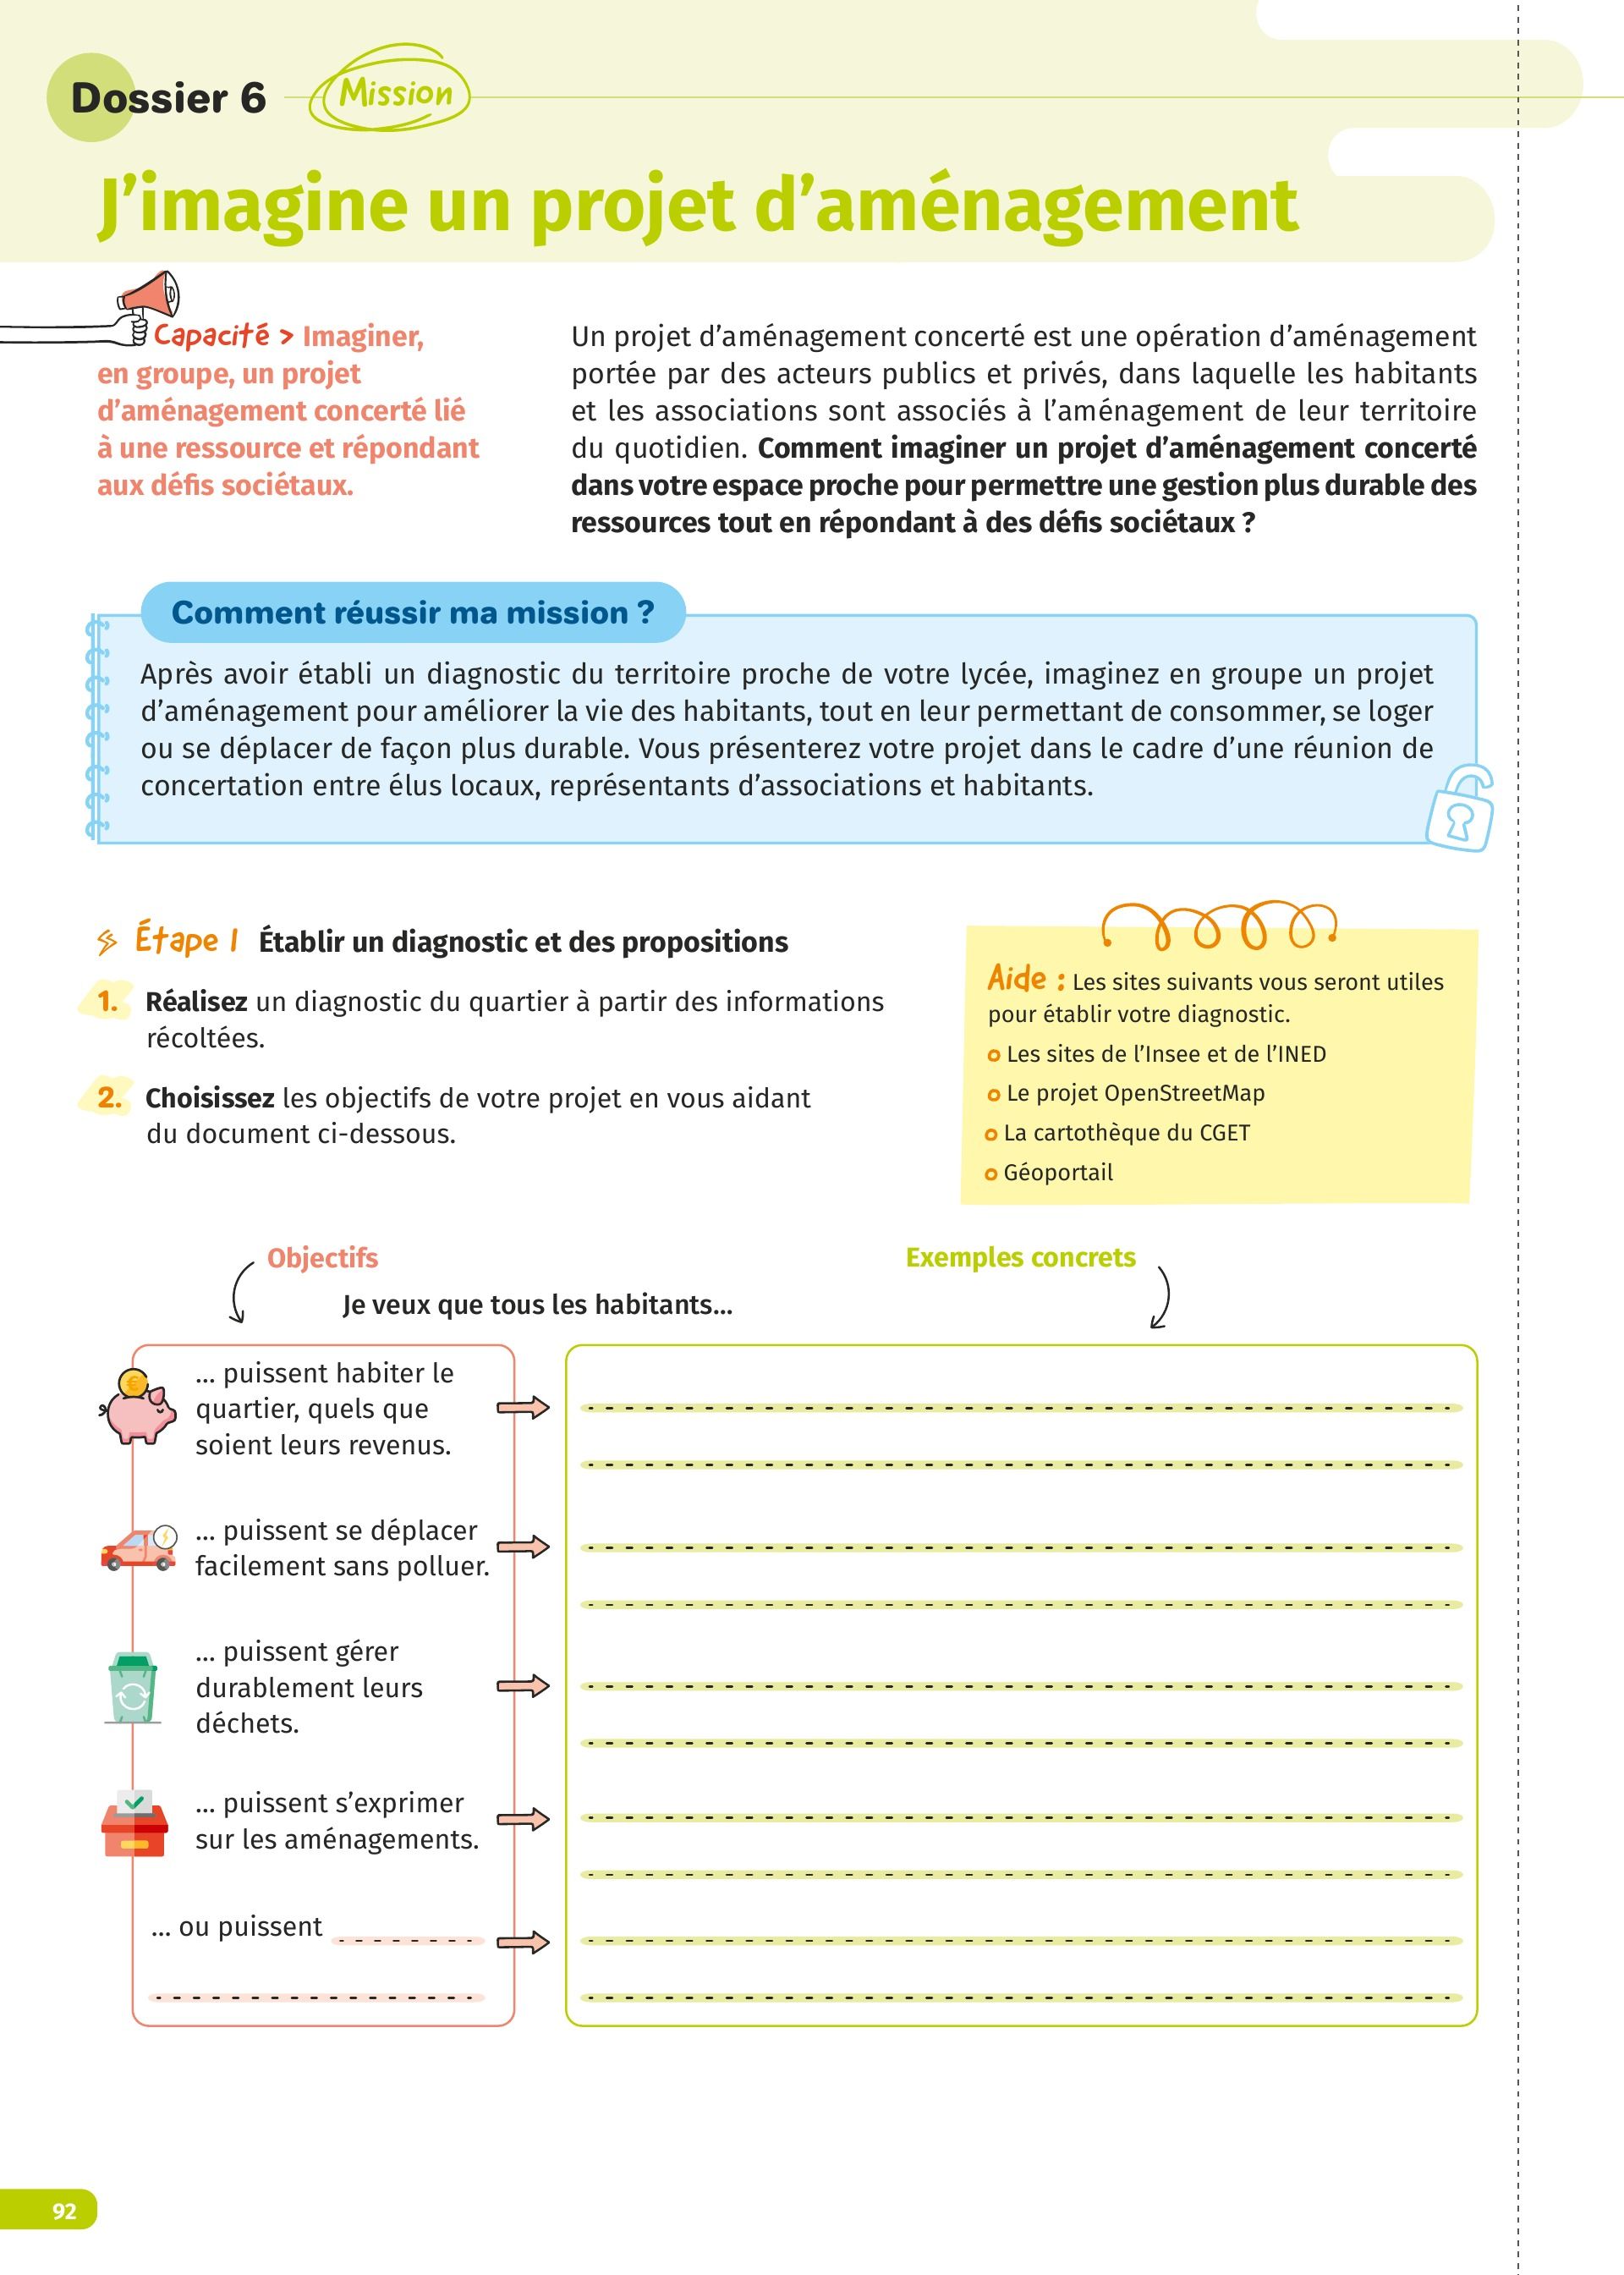 Dossier 6
Mission
J’imagine un projet d’aménagement
Capacité > Imaginer,
en groupe, un projet
d’aménagement concerté lié
à une ressource et répondant
aux défis sociétaux.
Un projet d’aménagement concerté est une opération d’aménagement
portée par des acteurs publics et privés, dans laquelle les habitants
et les associations sont associés à l’aménagement de leur territoire
du quotidien. Comment imaginer un projet d’aménagement concerté
dans votre espace proche pour permettre une gestion plus durable des
ressources tout en répondant à des défis sociétaux ?
Comment réussir ma mission ?
Après avoir établi un diagnostic du territoire proche de votre lycée, imaginez en groupe un projet
d’aménagement pour améliorer la vie des habitants, tout en leur permettant de consommer, se loger
ou se déplacer de façon plus durable. Vous présenterez votre projet dans le cadre d’une réunion de
concertation entre élus locaux, représentants d’associations et habitants.
Étape 1 Établir un diagnostic et des propositions
1. Réalisez un diagnostic du quartier à partir des informations
récoltées.
2. Choisissez les objectifs de votre projet en vous aidant
du document ci-dessous.
Aide : Les sites suivants vous seront utiles
pour établir votre diagnostic.
Les sites de l’Insee et de l’INED
Le projet OpenStreetMap
La cartothèque du CGET
Géoportail
Objectifs
Exemples concrets
Je veux que tous les habitants…
€
… puissent habiter le
quartier, quels que
soient leurs revenus.
… puissent se déplacer
facilement sans polluer.
… puissent gérer
durablement leurs
déchets.
… puissent s’exprimer
sur les aménagements.
… ou puissent
92